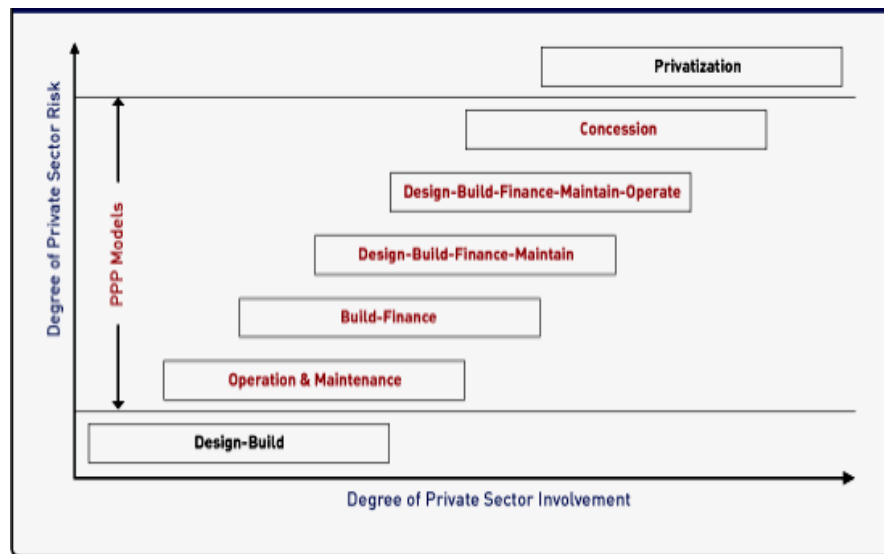 Privatization
Concession
Design-Build-Finance-Maintain-Operate
Design-Build-Finance-Maintain
Build-Finance
Operation & Maintenance
Design-Build
PPP Models
Degree of Private Sector Risk
Degree of Private Sector Involvement